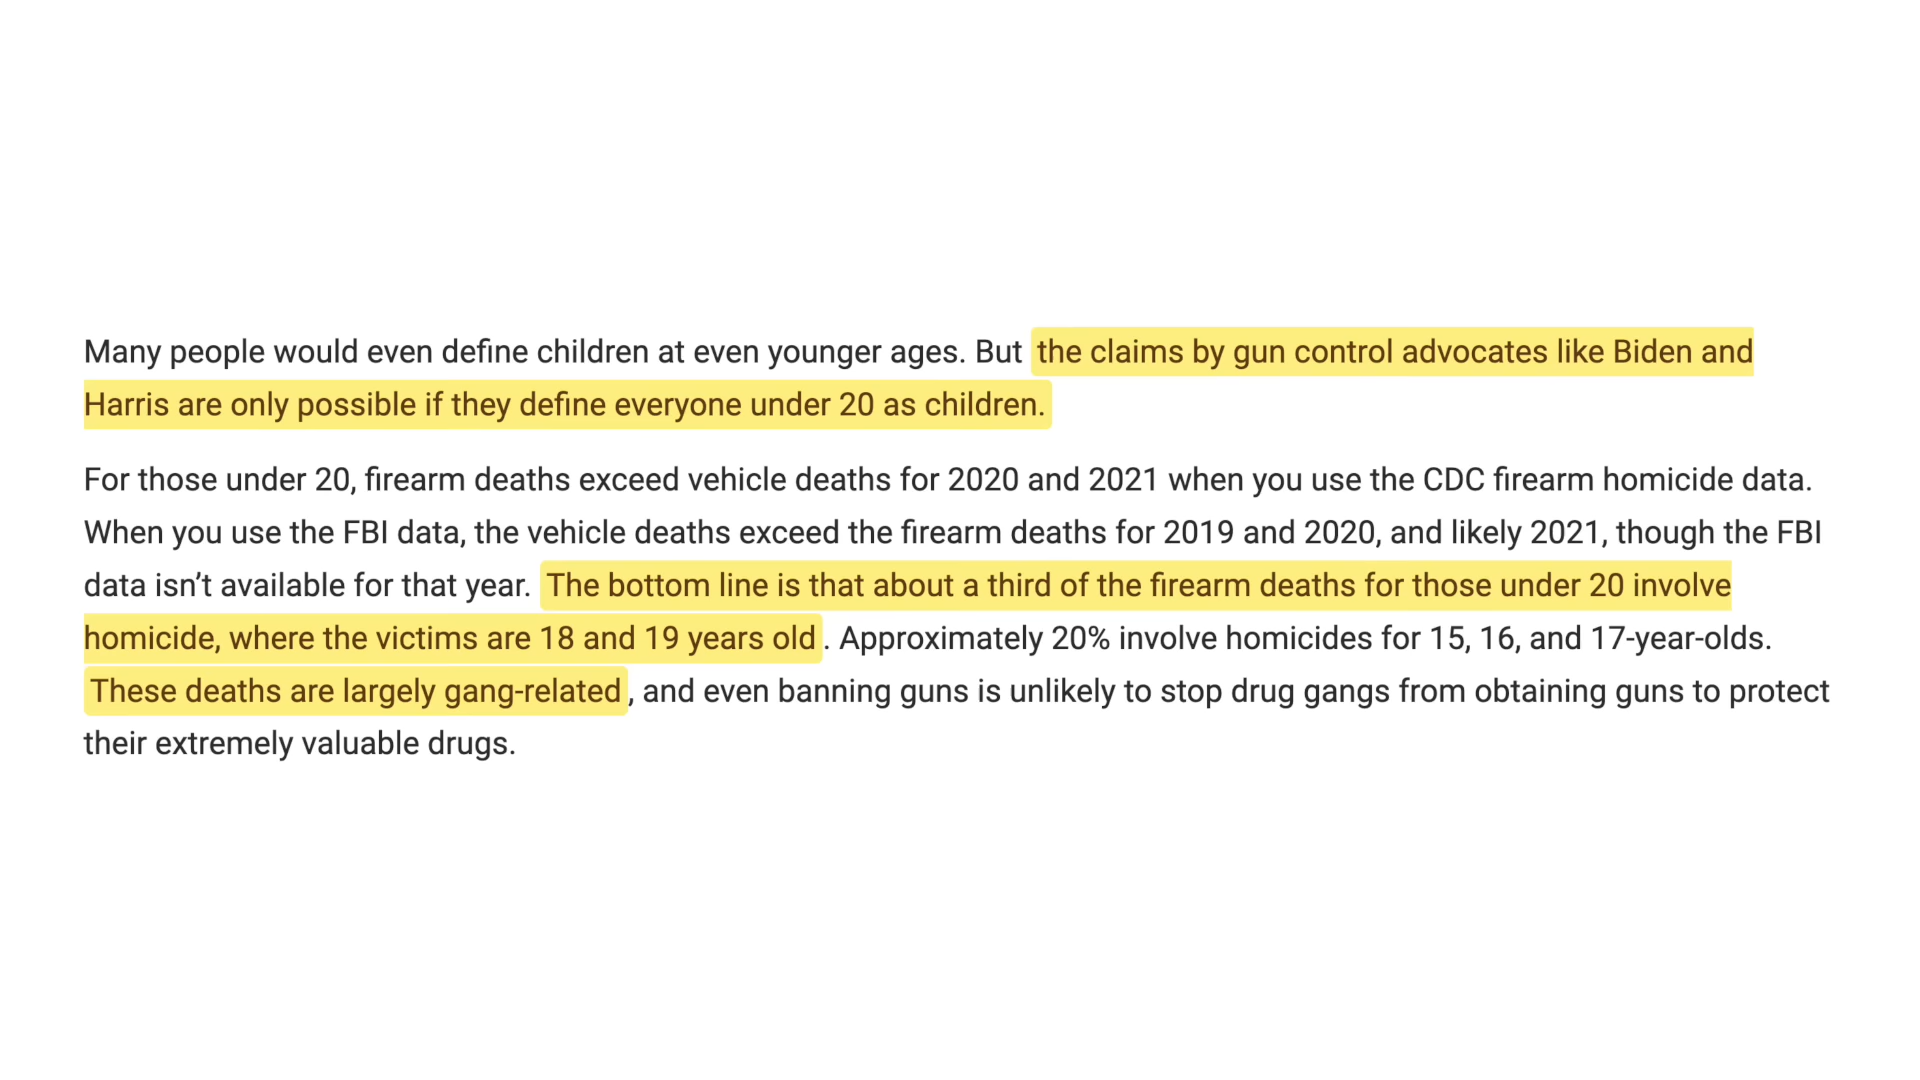 Many people would even define children at even younger ages. But the claims by gun control advocates like Biden and
Harris are only possible if they define everyone under 20 as children.
For those under 20, firearm deaths exceed vehicle deaths for 2020 and 2021 when you use the CDC firearm homicide data.
When you use the FBI data, the vehicle deaths exceed the firearm deaths for 2019 and 2020, and likely 2021, though the FBI
data isn’t available for that year. The bottom line is that about a third of the firearm deaths for those under 20 involve
homicide, where the victims are 18 and 19 years old. Approximately 20% involve homicides for 15, 16, and 17-year-olds.
These deaths are largely gang-related, and even banning guns is unlikely to stop drug gangs from obtaining guns to protect
their extremely valuable drugs.